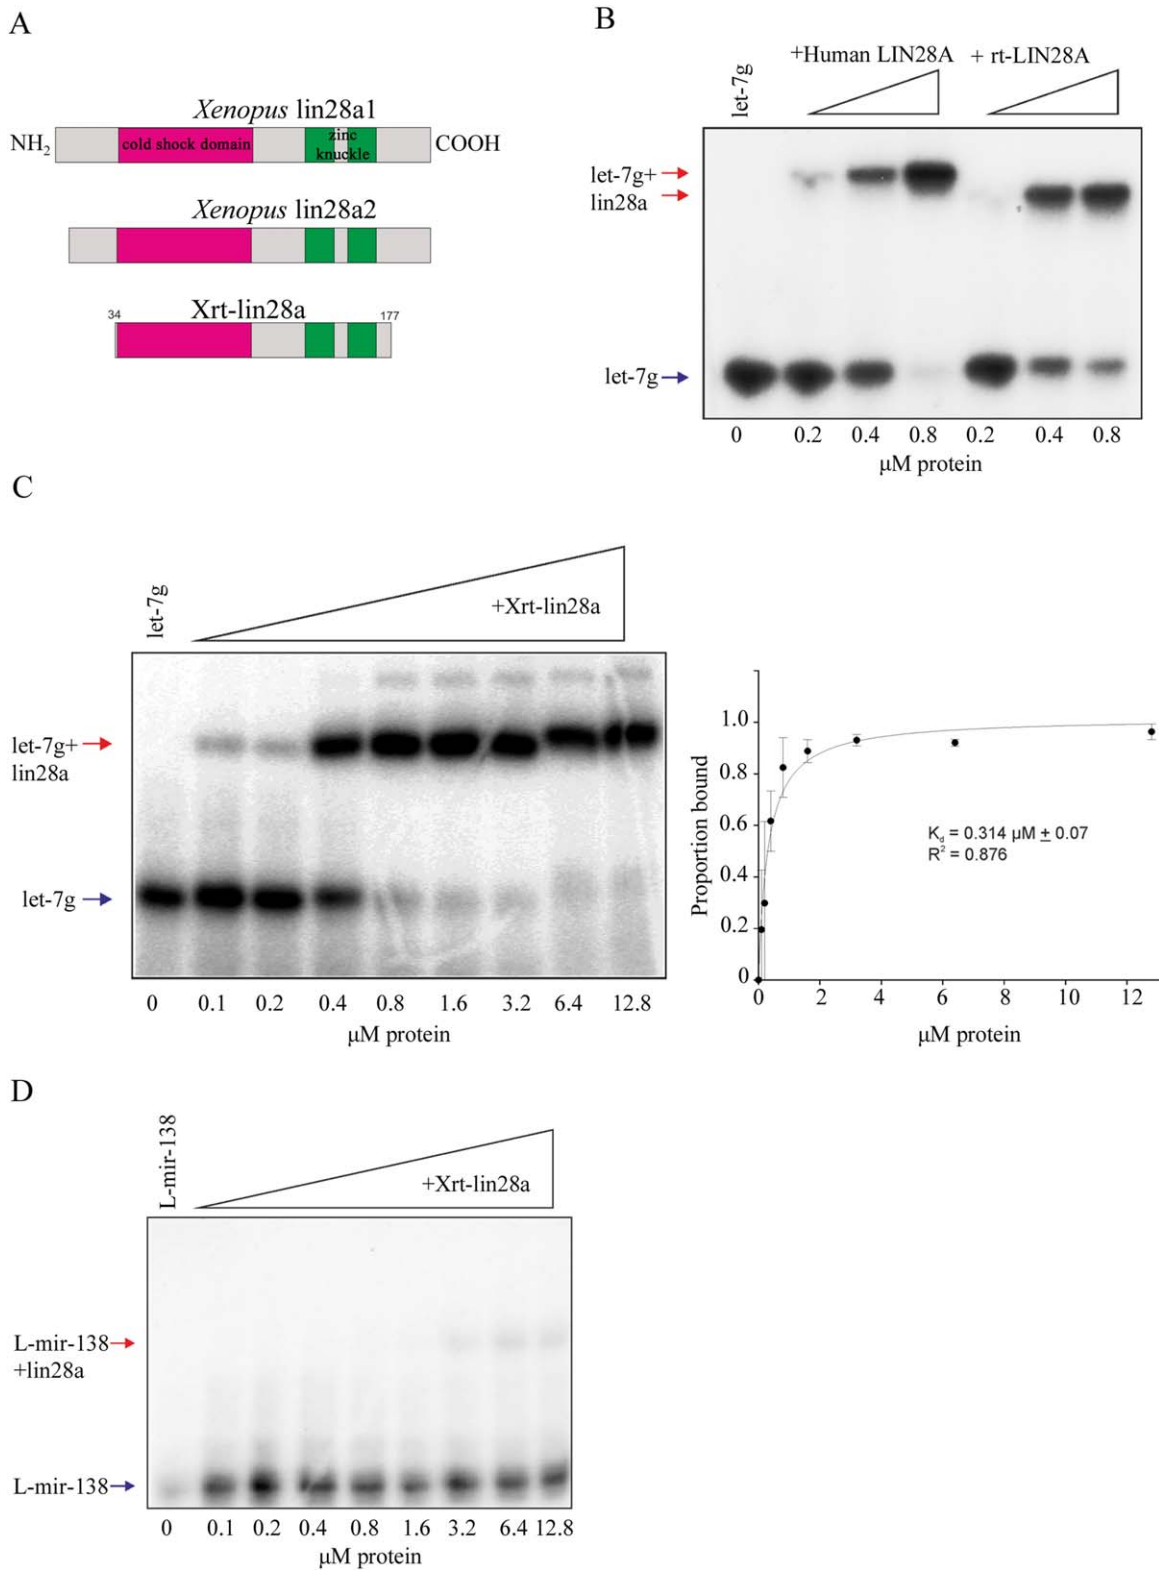 A
Xenopus lin28a1
NH2
cold shock domain
zinc
knuckle
COOH
Xenopus lin28a2
Xrt-lin28a
34
177
B
let-7g
+Human LIN28A
+ rt-LIN28A
let-7g+
lin28a
let-7g
0 0.2 0.4 0.8 0.2 0.4 0.8
μM protein
C
let-7g
+Xrt-lin28a
let-7g+
lin28a
let-7g
0 0.1 0.2 0.4 0.8 1.6 3.2 6.4 12.8
μM protein
Proportion bound
1.0
0.8
0.6
0.4
0.2
0
Kd = 0.314 μM ± 0.07
R2 = 0.876
0 2 4 6 8 10 12
μM protein
D
L-mir-138
+Xrt-lin28a
L-mir-138
+lin28a
L-mir-138
0 0.1 0.2 0.4 0.8 1.6 3.2 6.4 12.8
μM protein